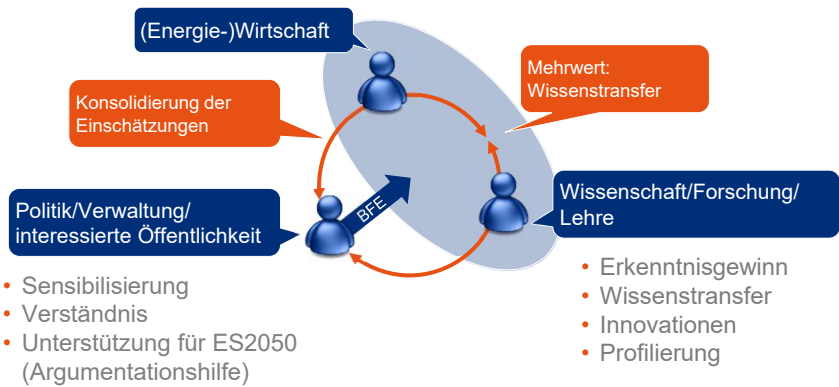 (Energie-)Wirtschaft
Mehrwert:
Wissenstransfer
Konsolidierung der
Einschätzungen
Politik/Verwaltung/
interessierte Öffentlichkeit
BFE
Wissenschaft/Forschung/
Lehre
• Sensibilisierung
• Verständnis
• Unterstützung für ES2050
(Argumentationshilfe)
• Erkenntnisgewinn
• Wissenstransfer
• Innovationen
• Profilierung